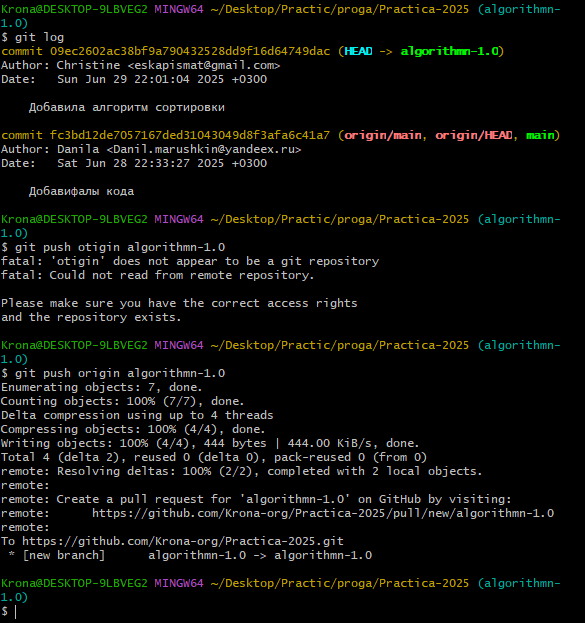 Krona@DESKTOP-9LBVEG2 MINGW64 ~/Desktop/Practic/proga/Practica-2025 (algorithmn-
1.0)
$ git log
commit 09ec2602ac38bf9a790432528dd9f16d64749dac (HEAD -> algorithmn-1.0)
Author: Christine <eskapismat@gmail.com>
Date:   Sun Jun 29 22:01:04 2025 +0300

    Добавила алгоритм сортировки

commit fc3bd12de7057167ded31043049d8f3afa6c41a7 (origin/main, origin/HEAD, main)
Author: Danila <Danil.marushkin@yandeex.ru>
Date:   Sat Jun 28 22:33:27 2025 +0300

    Добавифалы кода

Krona@DESKTOP-9LBVEG2 MINGW64 ~/Desktop/Practic/proga/Practica-2025 (algorithmn-
1.0)
$ git push otigin algorithmn-1.0
fatal: 'otigin' does not appear to be a git repository
fatal: Could not read from remote repository.

Please make sure you have the correct access rights
and the repository exists.

Krona@DESKTOP-9LBVEG2 MINGW64 ~/Desktop/Practic/proga/Practica-2025 (algorithmn-
1.0)
$ git push origin algorithmn-1.0
Enumerating objects: 7, done.
Counting objects: 100% (7/7), done.
Delta compression using up to 4 threads
Compressing objects: 100% (4/4), done.
Writing objects: 100% (4/4), 444 bytes | 444.00 KiB/s, done.
Total 4 (delta 2), reused 0 (delta 0), pack-reused 0 (from 0)
remote: Resolving deltas: 100% (2/2), completed with 2 local objects.
remote:
remote: Create a pull request for 'algorithmn-1.0' on GitHub by visiting:
remote:      https://github.com/Krona-org/Practica-2025/pull/new/algorithmn-1.0
remote:
To https://github.com/Krona-org/Practica-2025.git
 * [new branch]      algorithmn-1.0 -> algorithmn-1.0

Krona@DESKTOP-9LBVEG2 MINGW64 ~/Desktop/Practic/proga/Practica-2025 (algorithmn-
1.0)
$